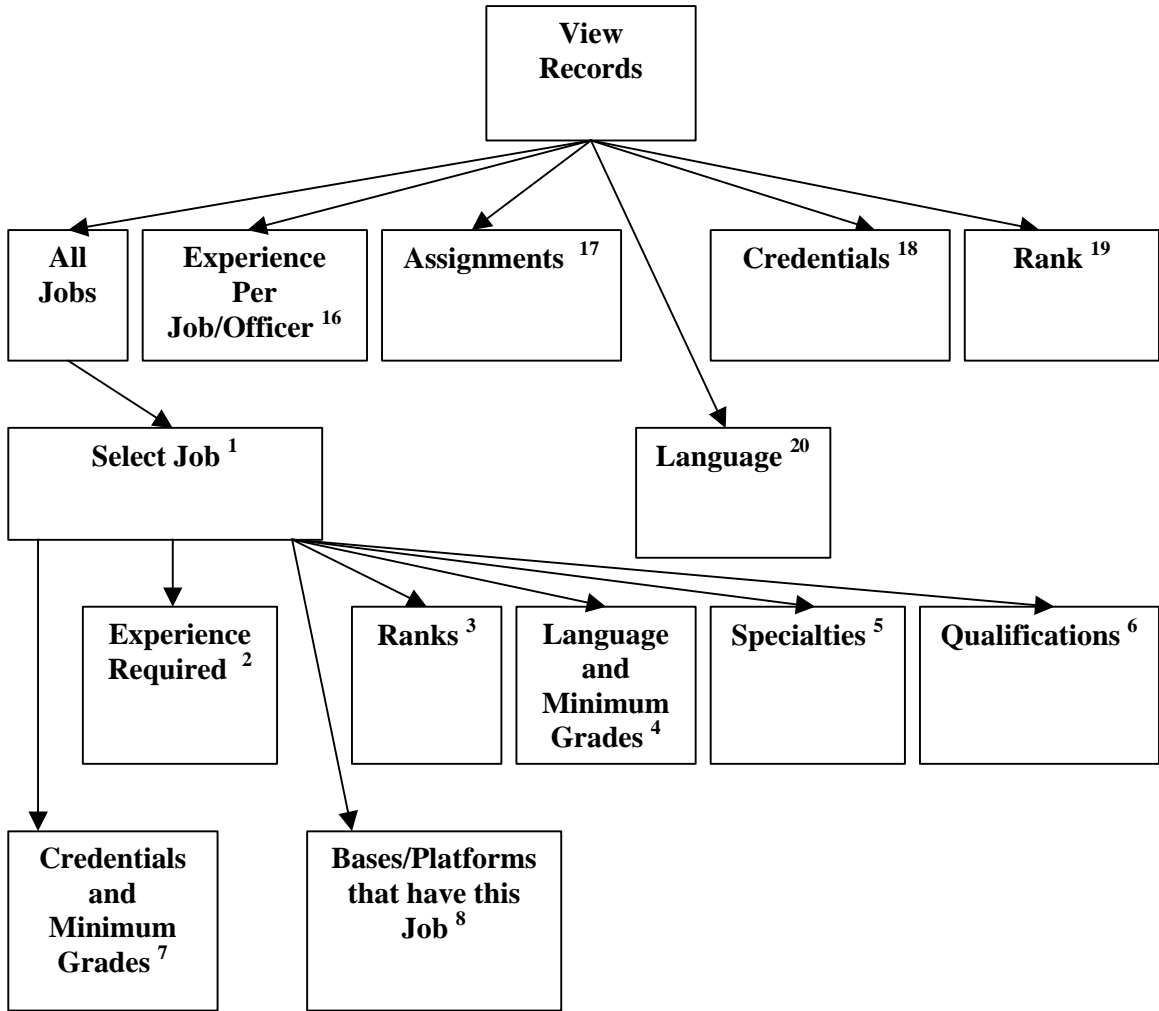 View
Records
All
Jobs
Experience
Per
Job/Officer 16
Assignments 17
Credentials 18
Rank 19
Select Job 1
Language 20
Experience
Required 2
Ranks 3
Language
and
Minimum
Grades 4
Specialties 5
Qualifications 6
Credentials
and
Minimum
Grades 7
Bases/Platforms
that have this
Job 8